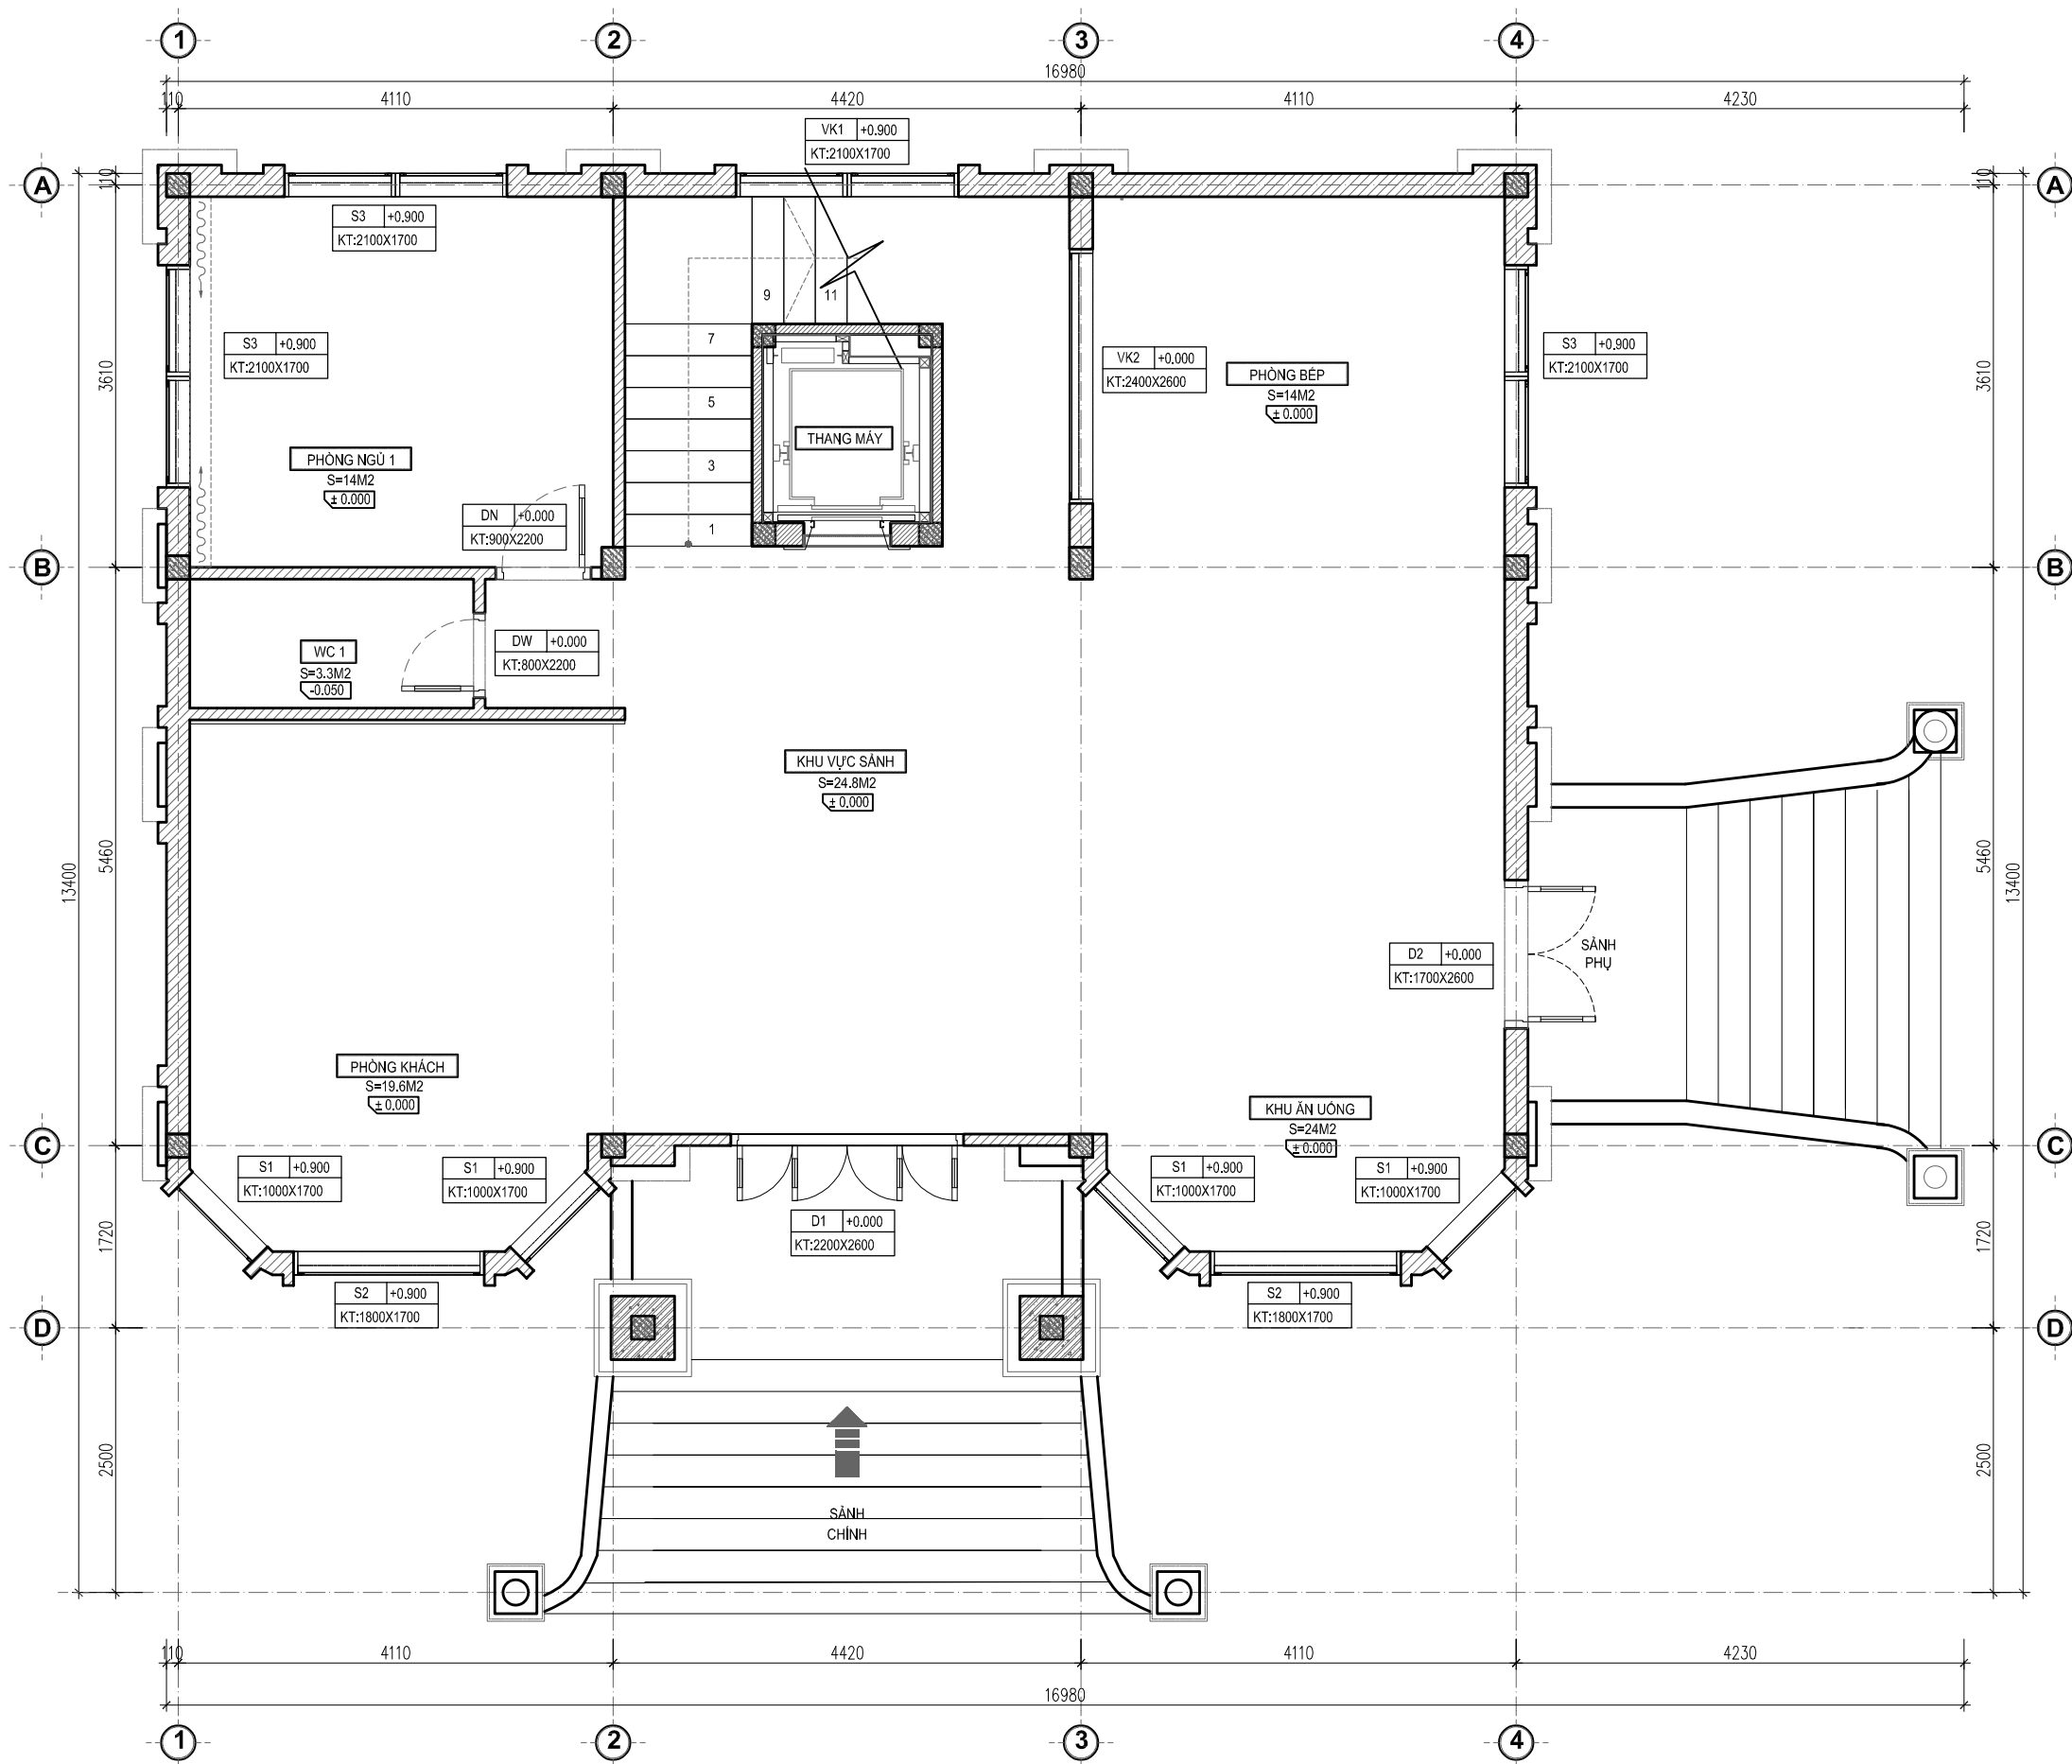 1 2 3 4
16980
110 4110 4420 4110 4230
VK1 +0.900
KT:2100X1700
A 110 110 A
S3 +0.900
KT:2100X1700
9 11
7
S3 +0.900
KT:2100X1700
VK2 +0.000
KT:2400X2600
S3 +0.900
KT:2100X1700
PHÒNG BẾP
S=14M2
± 0.000
3610 3610
5
THANG MÁY
3
PHÒNG NGỦ 1
S=14M2
± 0.000
DN +0.000
KT:900X2200
1
B B
DW +0.000
KT:800X2200
WC 1
S=3.3M2
-0.050
KHU VỰC SẢNH
S=24.8M2
± 0.000
13400 5460 5460 13400
D2 +0.000
KT:1700X2600
SẢNH
PHỤ
PHÒNG KHÁCH
S=19.6M2
± 0.000
KHU ĂN UỐNG
S=24M2
± 0.000
C C
S1 +0.900
KT:1000X1700
S1 +0.900
KT:1000X1700
S1 +0.900
KT:1000X1700
S1 +0.900
KT:1000X1700
D1 +0.000
KT:2200X2600
1720 1720
S2 +0.900
KT:1800X1700
S2 +0.900
KT:1800X1700
D D
2500 2500
SẢNH
CHÍNH
110 4110 4420 4110 4230
16980
1 2 3 4